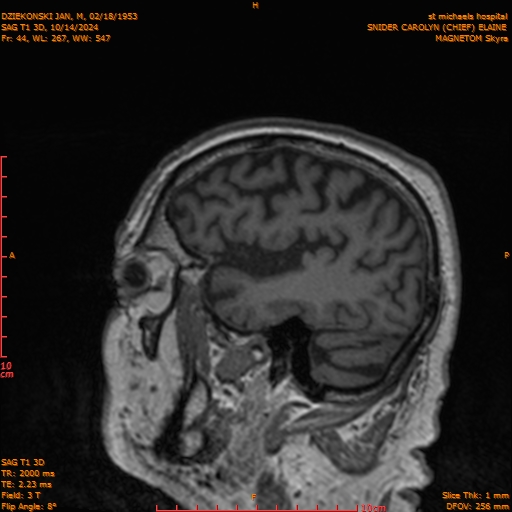 H
DZIEKONSKI JAN, M, 02/18/1953
SAG T1 3D, 10/14/2024
Fr: 44, WL: 267, WW: 547
st michaels hospital
SNIDER CAROLYN (CHIEF) ELAINE
MAGNETOM Skyra
A
P
10
cm
SAG T1 3D
TR: 2000 ms
TE: 2.23 ms
Field: 3 T
Flip Angle: 8°
F
10cm
Slice Thk: 1 mm
DFOV: 256 mm